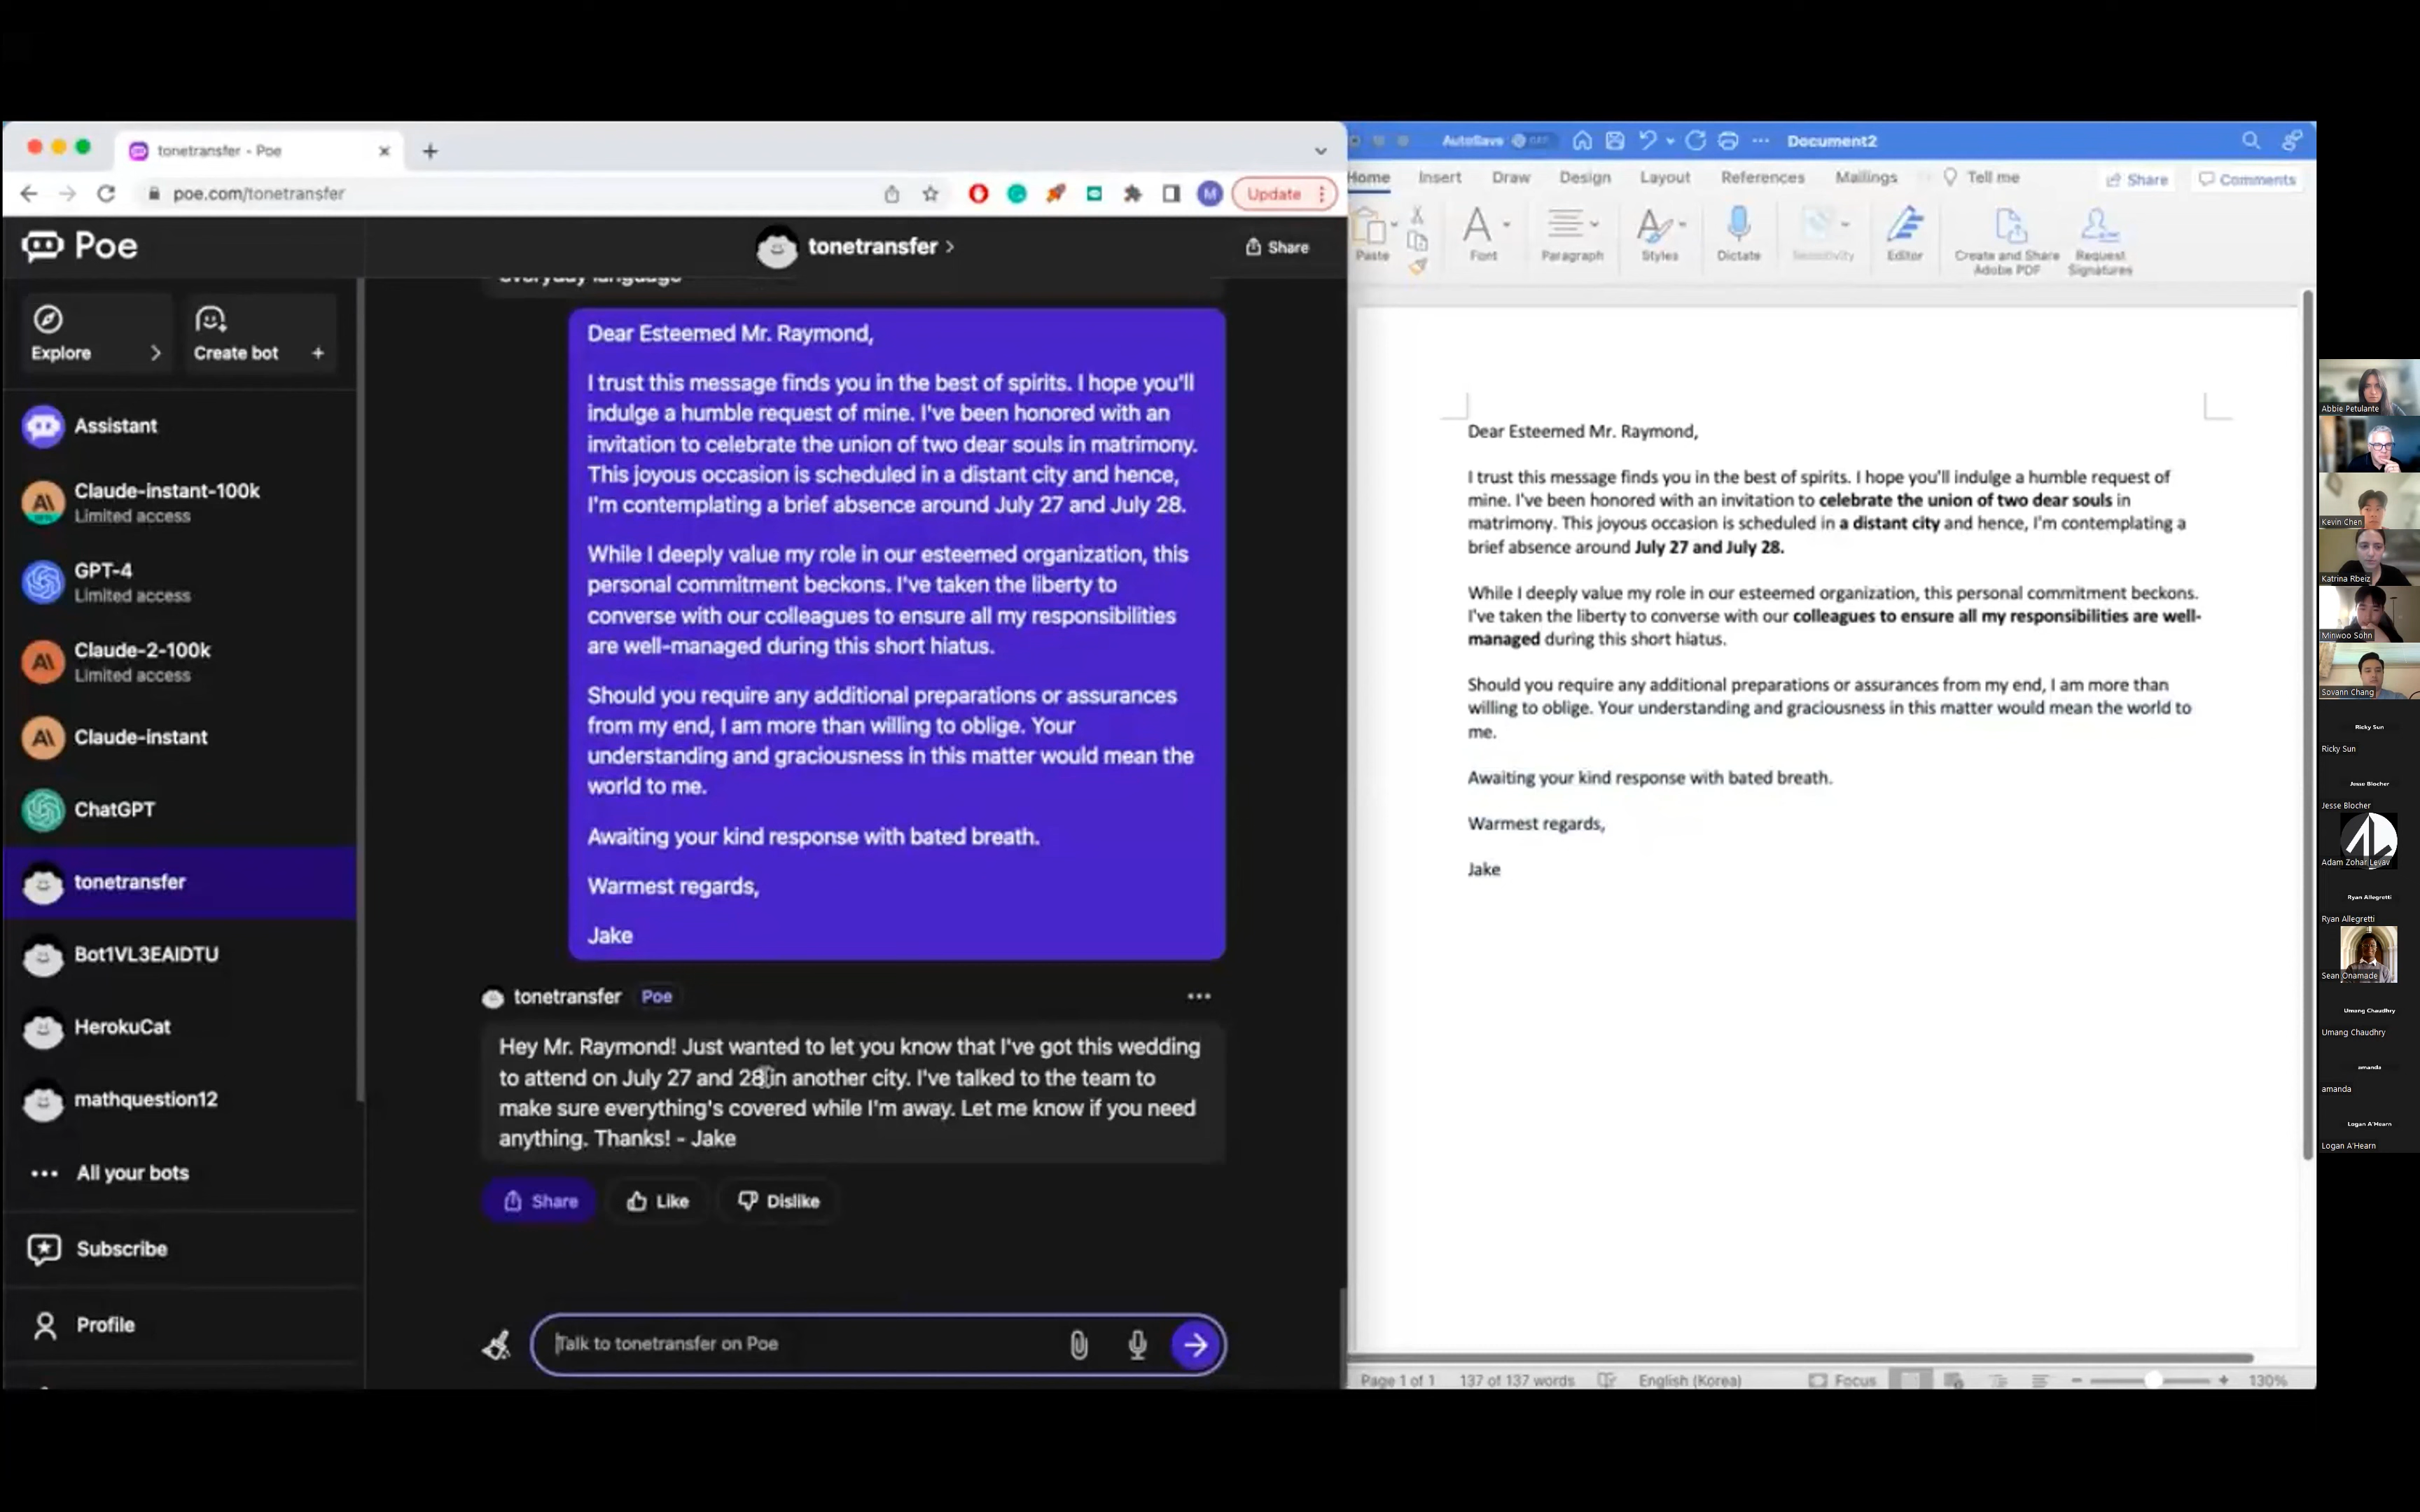 tonetransfer - Poe
poe.com/tonetransfer
M
Update
Poe
Explore
Create bot
Assistant
Claude-instant-100k
Limited access
GPT-4
Limited access
Claude-2-100k
Limited access
Claude-instant
ChatGPT
tonetransfer
Bot1VL3EAIDTU
HerokuCat
mathquestion12
All your bots
Subscribe
Profile
tonetransfer
Share
everyday language
Dear Esteemed Mr. Raymond,
I trust this message finds you in the best of spirits. I hope you'll
indulge a humble request of mine. I've been honored with an
invitation to celebrate the union of two dear souls in matrimony.
This joyous occasion is scheduled in a distant city and hence,
I'm contemplating a brief absence around July 27 and July 28.
While I deeply value my role in our esteemed organization, this
personal commitment beckons. I've taken the liberty to
converse with our colleagues to ensure all my responsibilities
are well-managed during this short hiatus.
Should you require any additional preparations or assurances
from my end, I am more than willing to oblige. Your
understanding and graciousness in this matter would mean the
world to me.
Awaiting your kind response with bated breath.
Warmest regards,
Jake
tonetransfer Poe
Hey Mr. Raymond! Just wanted to let you know that I've got this wedding
to attend on July 27 and 28 in another city. I've talked to the team to
make sure everything's covered while I'm away. Let me know if you need
anything. Thanks! - Jake
Share
Like
Dislike
Talk to tonetransfer on Poe
AutoSave OFF
Document2
Home Insert Draw Design Layout References Mailings Tell me
Share
Comments
Paste
Font
Paragraph
Styles
Dictate
Sensitivity
Editor
Create and Share
Adobe PDF
Request
Signatures
Dear Esteemed Mr. Raymond,
I trust this message finds you in the best of spirits. I hope you'll indulge a humble request of
mine. I've been honored with an invitation to celebrate the union of two dear souls in
matrimony. This joyous occasion is scheduled in a distant city and hence, I'm contemplating a
brief absence around July 27 and July 28.
While I deeply value my role in our esteemed organization, this personal commitment beckons.
I've taken the liberty to converse with our colleagues to ensure all my responsibilities are well-
managed during this short hiatus.
Should you require any additional preparations or assurances from my end, I am more than
willing to oblige. Your understanding and graciousness in this matter would mean the world to
me.
Awaiting your kind response with bated breath.
Warmest regards,
Jake
Page 1 of 1
137 of 137 words
English (Korea)
Focus
130%
Abbie Petulante
Kevin Chen
Katrina Rbeiz
Minwoo Sohn
Sovann Chang
Ricky Sun
Ricky Sun
Jesse Blocher
Jesse Blocher
Adam Zohar Levav
Ryan Allegretti
Ryan Allegretti
Sean Onamade
Umang Chaudhry
Umang Chaudhry
amanda
amanda
Logan A'Hearn
Logan A'Hearn